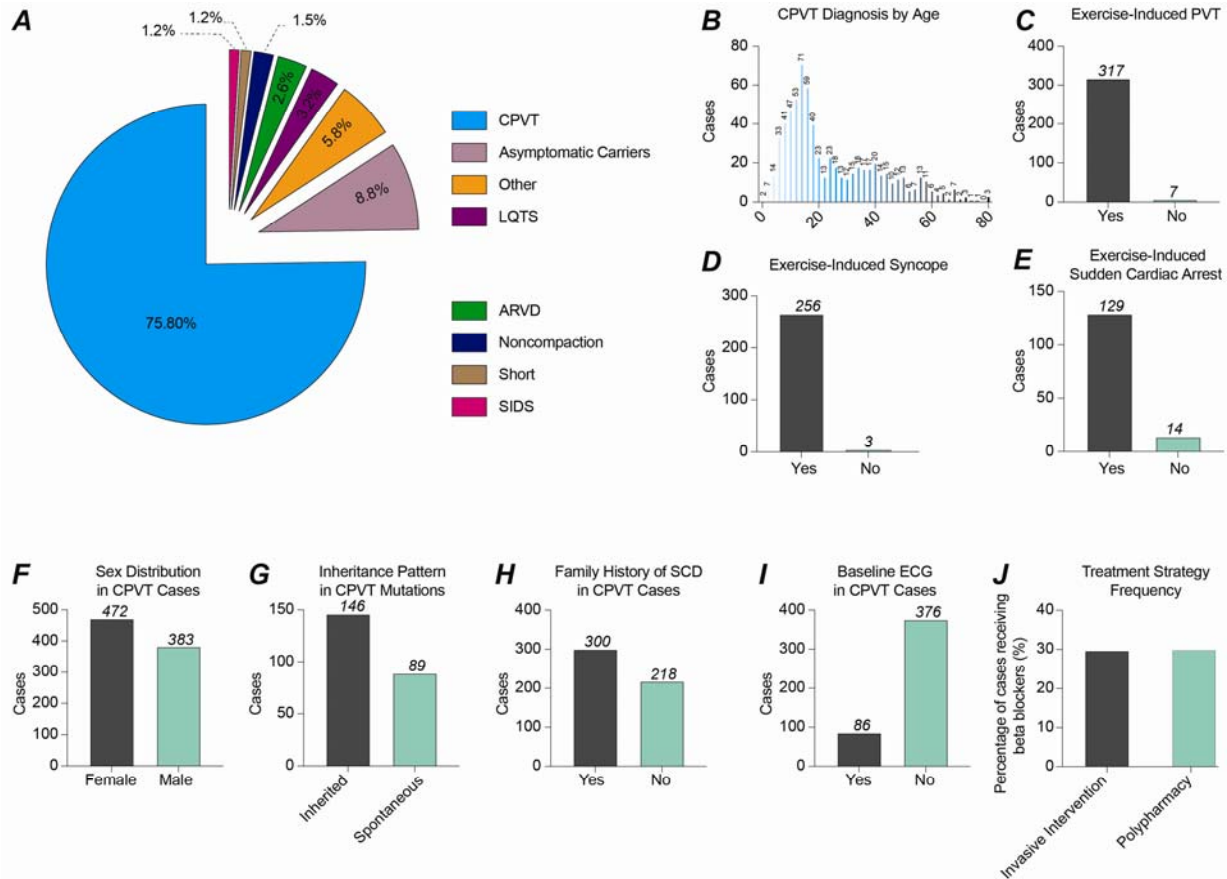 A
1.2%
1.2%
1.5%
2.6%
3.2%
5.8%
8.8%
75.80%
CPVT
Asymptomatic Carriers
Other
LQTS
ARVD
Noncompaction
Short
SIDS
B
CPVT Diagnosis by Age
Cases
80
60
40
20
0
2
7
14
33
41
47
53
71
59
40
23
13
23
18
0
20
40
60
80
C
Exercise-Induced PVT
Cases
400
300
200
100
0
317
7
Yes
No
D
Exercise-Induced Syncope
Cases
300
200
100
0
256
3
Yes
No
E
Exercise-Induced
Sudden Cardiac Arrest
Cases
150
100
50
0
129
14
Yes
No
F
Sex Distribution
in CPVT Cases
Cases
500
400
300
200
100
0
472
383
Female
Male
G
Inheritance Pattern
in CPVT Mutations
Cases
150
100
50
0
146
89
Inherited
Spontaneous
H
Family History of SCD
in CPVT Cases
Cases
400
300
200
100
0
300
218
Yes
No
I
Baseline ECG
in CPVT Cases
Cases
400
300
200
100
0
86
376
Yes
No
J
Treatment Strategy
Frequency
Percentage of cases receiving
beta blockers (%)
40
30
20
10
0
Invasive Intervention
Polypharmacy